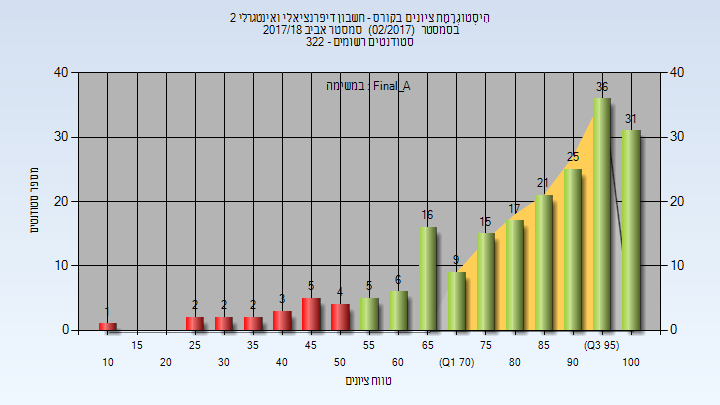 היסטוגרמת ציונים בקורס - חשבון דיפרנציאלי ואינטגרלי 2
בסמסטר (02/2017) סמסטר אביב 2017/18
סטודנטים רשומים - 322
במשימה : Final_A
40 40
30 30
20 20
10 10
0 0
מספר סטודנטים
1 2 2 2 3 5 4 5 6 16 9 15 17 21 25 36 31
15 25 35 45 55 65 75 85 (Q3 95)
10 20 30 40 50 60 (Q1 70) 80 90 100
טווח ציונים